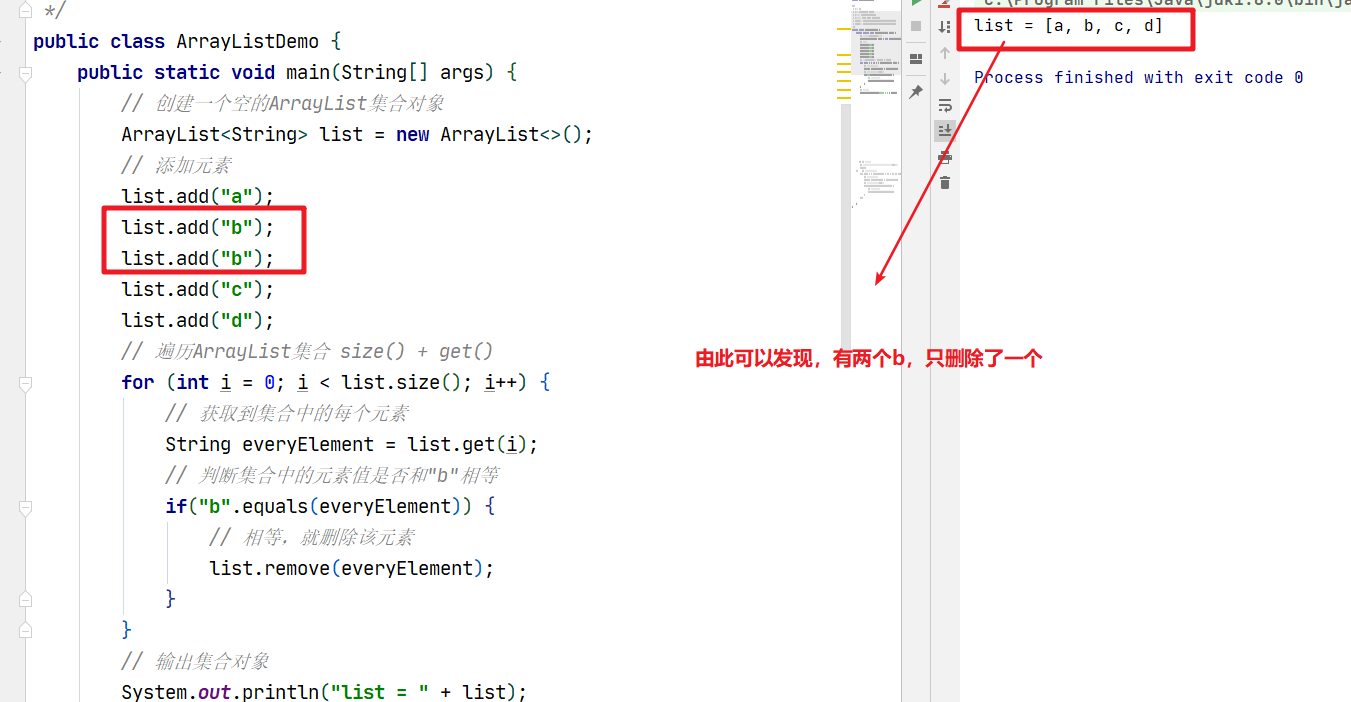 */
public class ArrayListDemo {
public static void main(String[] args) {
// 创建一个空的ArrayList集合对象
ArrayList<String> list = new ArrayList<>();
// 添加元素
list.add("a");
list.add("b");
list.add("b");
list.add("c");
list.add("d");
// 遍历ArrayList集合 size() + get()
for (int i = 0; i < list.size(); i++) {
// 获取到集合中的每个元素
String everyElement = list.get(i);
// 判断集合中的元素值是否和"b"相等
if("b".equals(everyElement)) {
// 相等，就删除该元素
list.remove(everyElement);
}
}
// 输出集合对象
System.out.println("list = " + list);
list = [a, b, c, d]
Process finished with exit code 0
由此可以发现，有两个b，只删除了一个